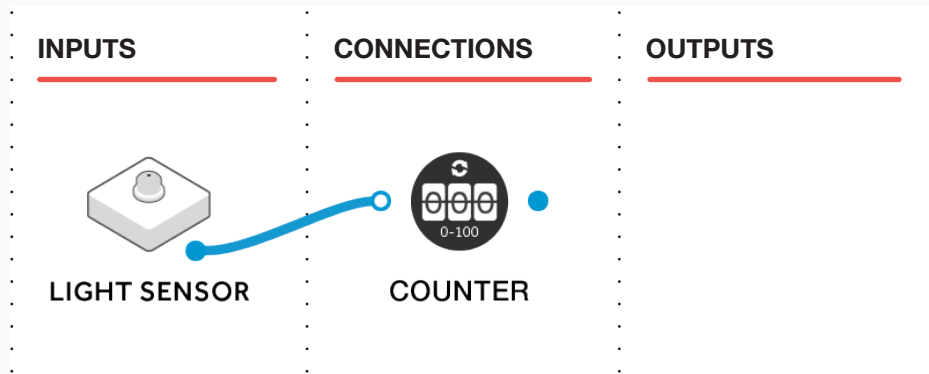 INPUTS
CONNECTIONS
OUTPUTS
000
0-100
LIGHT SENSOR
COUNTER